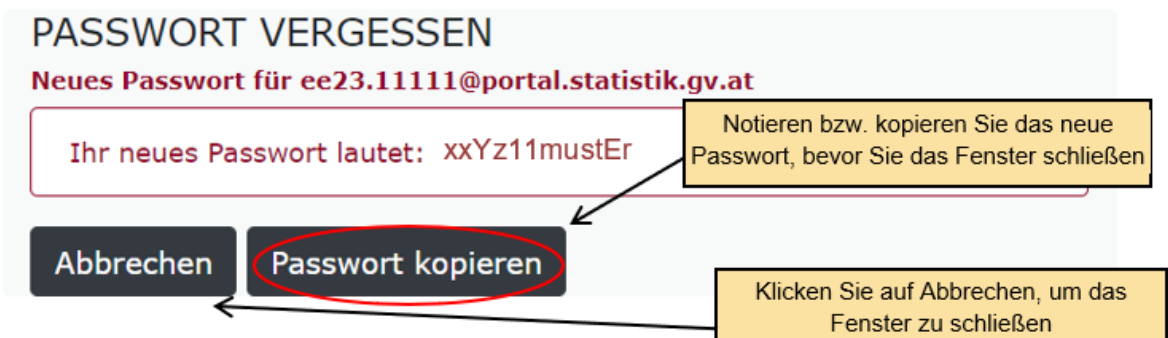 PASSWORT VERGESSEN
Neues Passwort für ee23.11111@portal.statistik.gv.at
Ihr neues Passwort lautet: xxYz11mustEr
Notieren bzw. kopieren Sie das neue
Passwort, bevor Sie das Fenster schließen
Abbrechen
Passwort kopieren
Klicken Sie auf Abbrechen, um das
Fenster zu schließen